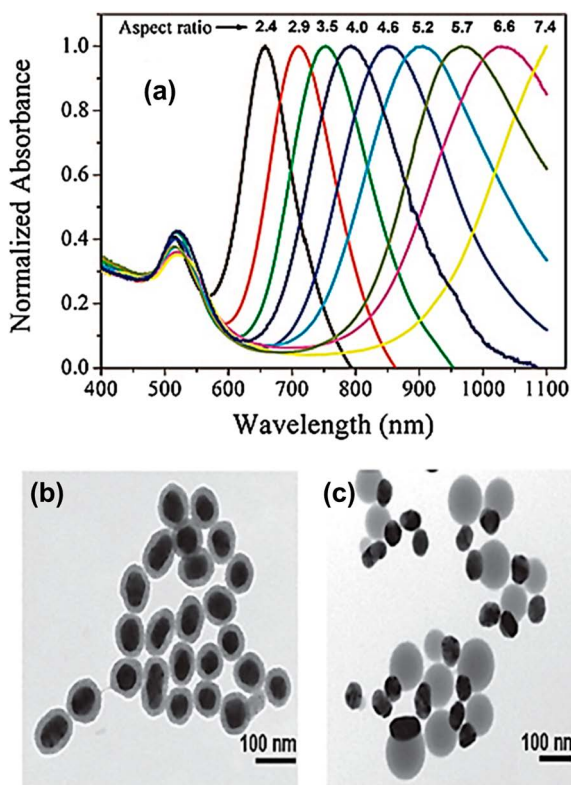 Aspect ratio → 2.4 2.9 3.5 4.0 4.6 5.2 5.7 6.6 7.4
(a)
Normalized Absorbance
1.0
0.8
0.6
0.4
0.2
0.0
400 500 600 700 800 900 1000 1100
Wavelength (nm)
(b)
100 nm
(c)
100 nm